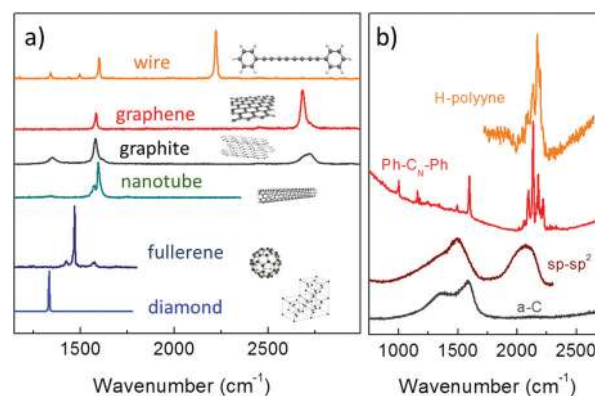 a)
wire
graphene
graphite
nanotube
fullerene
diamond
1500 2000 2500
Wavenumber (cm⁻¹)
b)
H-polyyne
Ph-C_N-Ph
sp-sp²
a-C
1000 1500 2000 2500
Wavenumber (cm⁻¹)